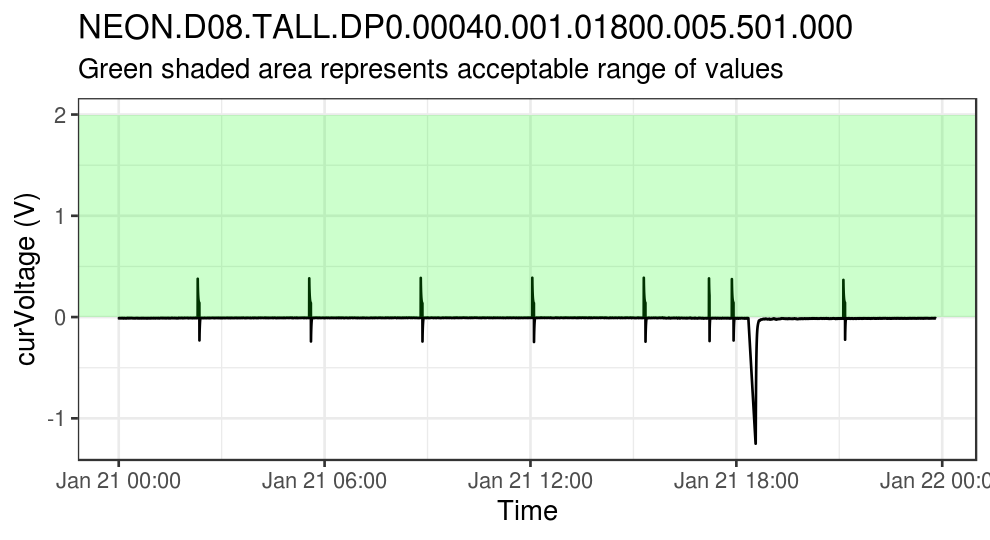 NEON.D08.TALL.DP0.00040.001.01800.005.501.000
Green shaded area represents acceptable range of values
curVoltage (V)
2
1
0
-1
Jan 21 00:00 Jan 21 06:00 Jan 21 12:00 Jan 21 18:00 Jan 22 00:0
Time